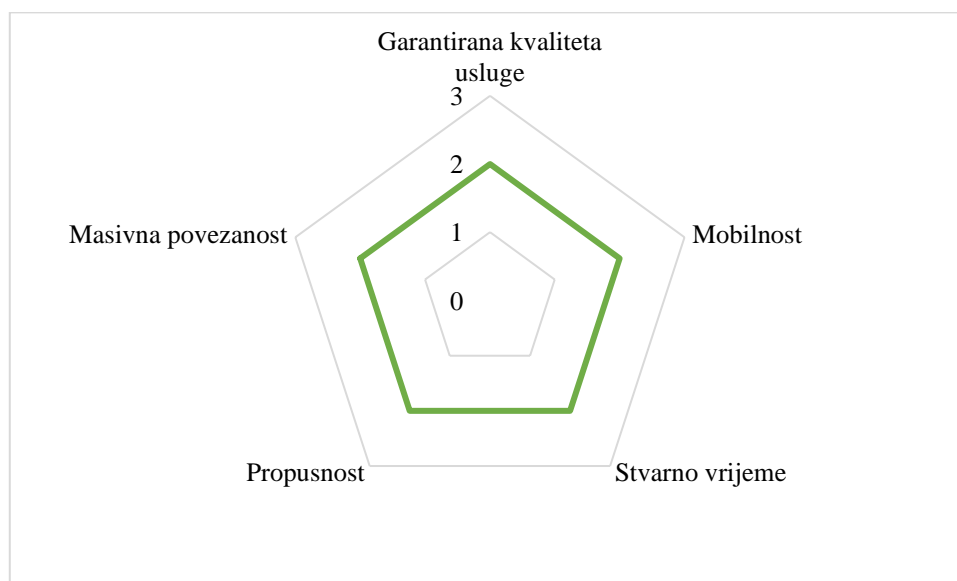 Garantirana kvaliteta
usluge
3
2
1
0
Masivna povezanost
Mobilnost
Propusnost
Stvarno vrijeme